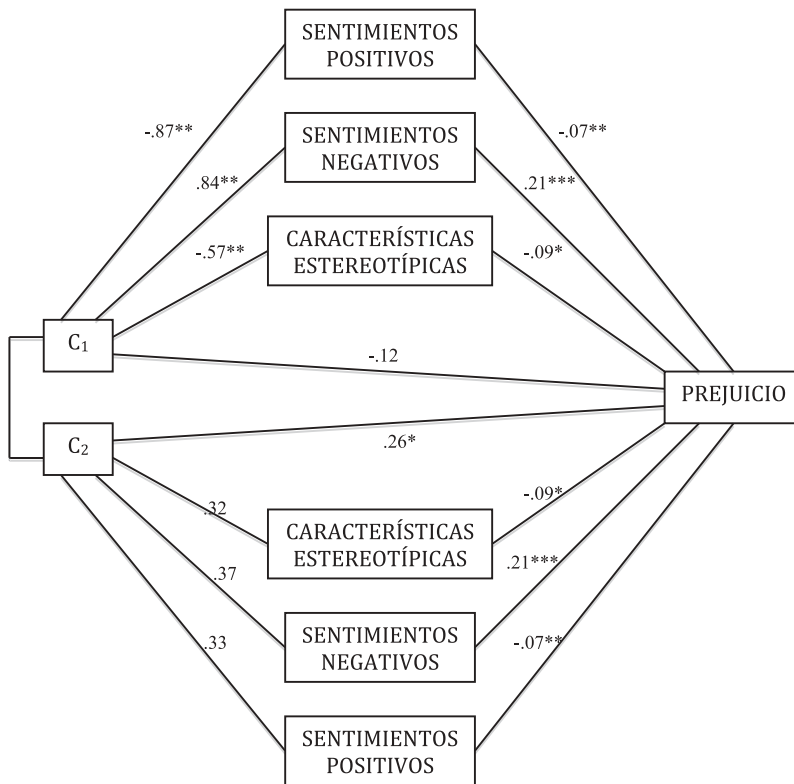 SENTIMIENTOS
POSITIVOS
-.87**
-.07**
SENTIMIENTOS
NEGATIVOS
.84**
.21***
CARACTERÍSTICAS
ESTEREOTÍPICAS
-.57**
-.09*
C₁
-.12
PREJUICIO
C₂
.26*
.32
-.09*
CARACTERÍSTICAS
ESTEREOTÍPICAS
.37
.21***
SENTIMIENTOS
NEGATIVOS
.33
-.07**
SENTIMIENTOS
POSITIVOS